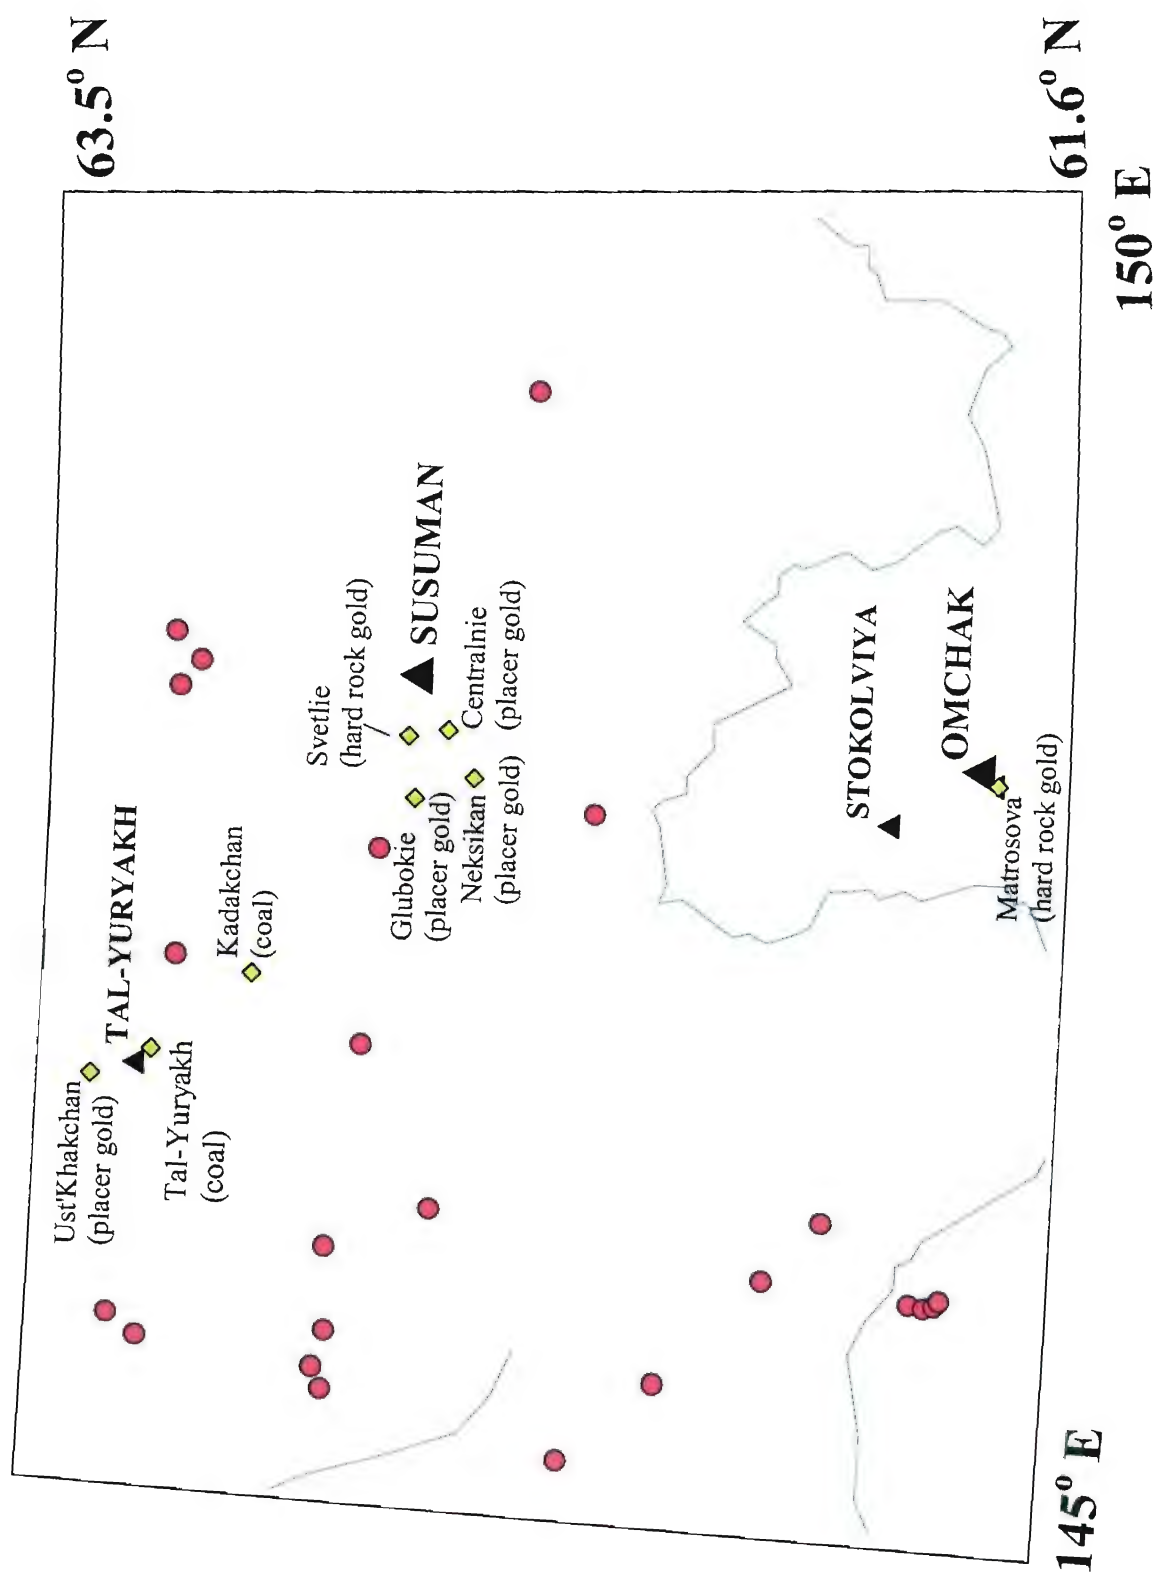 63.5° N
Ust'Khakchan
(placer gold)
TAL-YURYAKH
Tal-Yuryakh
(coal)
Kadakchan
(coal)
Svetlie
(hard rock gold)
SUSUMAN
Glubokie
(placer gold)
Neksikan
(placer gold)
Centralnie
(placer gold)
STOKOLVIYA
OMCHAK
Matrosova
(hard rock gold)
61.6° N
145° E
150° E